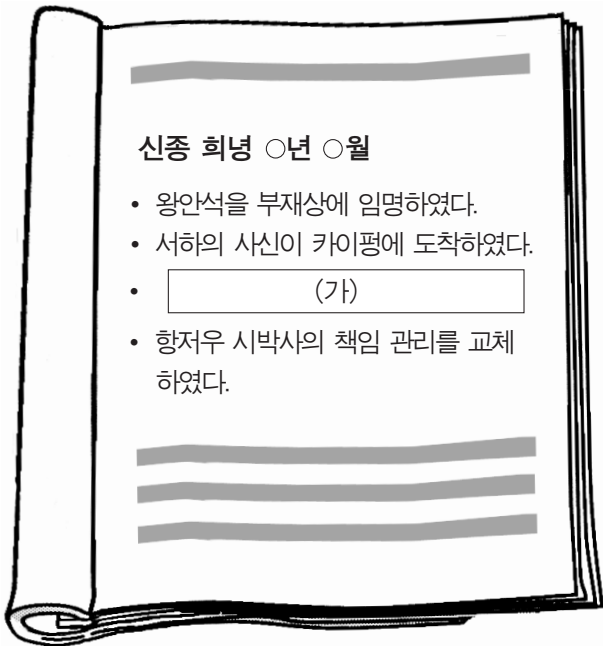 신종 희녕 ○년 ○월
• 왕안석을 부재상에 임명하였다.
• 서하의 사신이 카이펑에 도착하였다.
• (가)
• 항저우 시박사의 책임 관리를 교체
하였다.